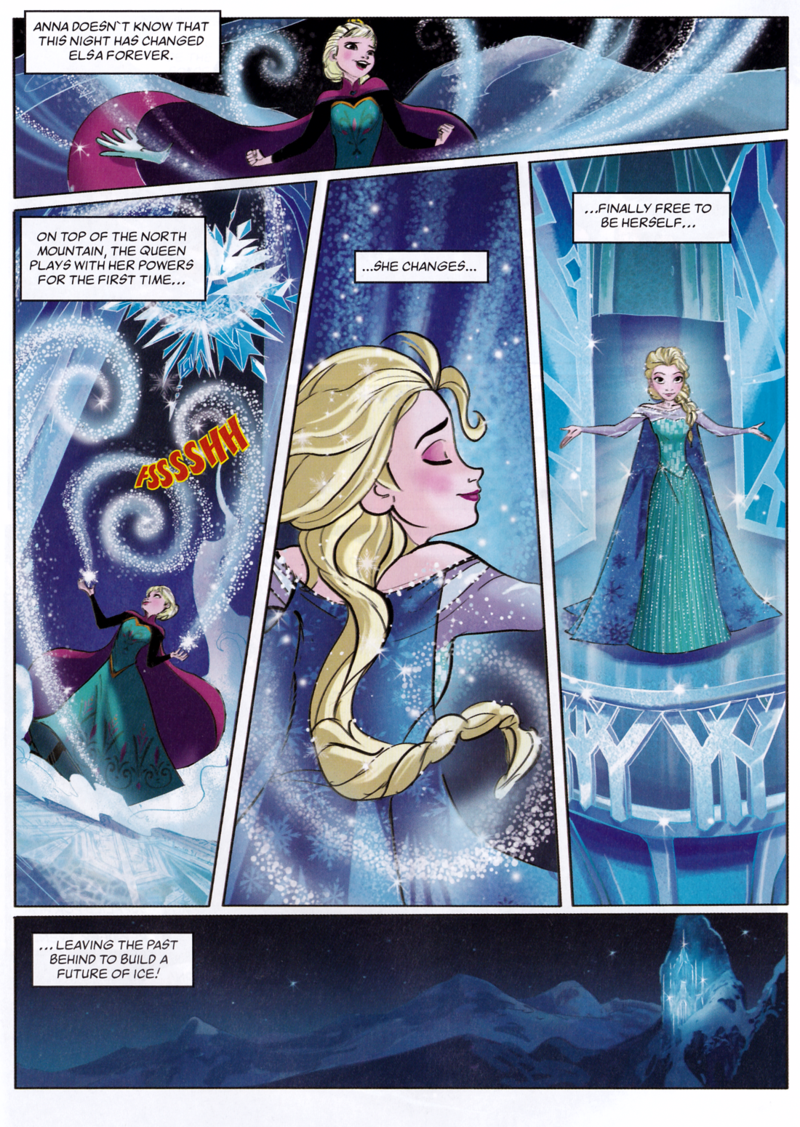 ANNA DOESN`T KNOW THAT
THIS NIGHT HAS CHANGED
ELSA FOREVER.
ON TOP OF THE NORTH
MOUNTAIN, THE QUEEN
PLAYS WITH HER POWERS
FOR THE FIRST TIME...
FSSSSHH
...SHE CHANGES...
...FINALLY FREE TO
BE HERSELF...
...LEAVING THE PAST
BEHIND TO BUILD A
FUTURE OF ICE!